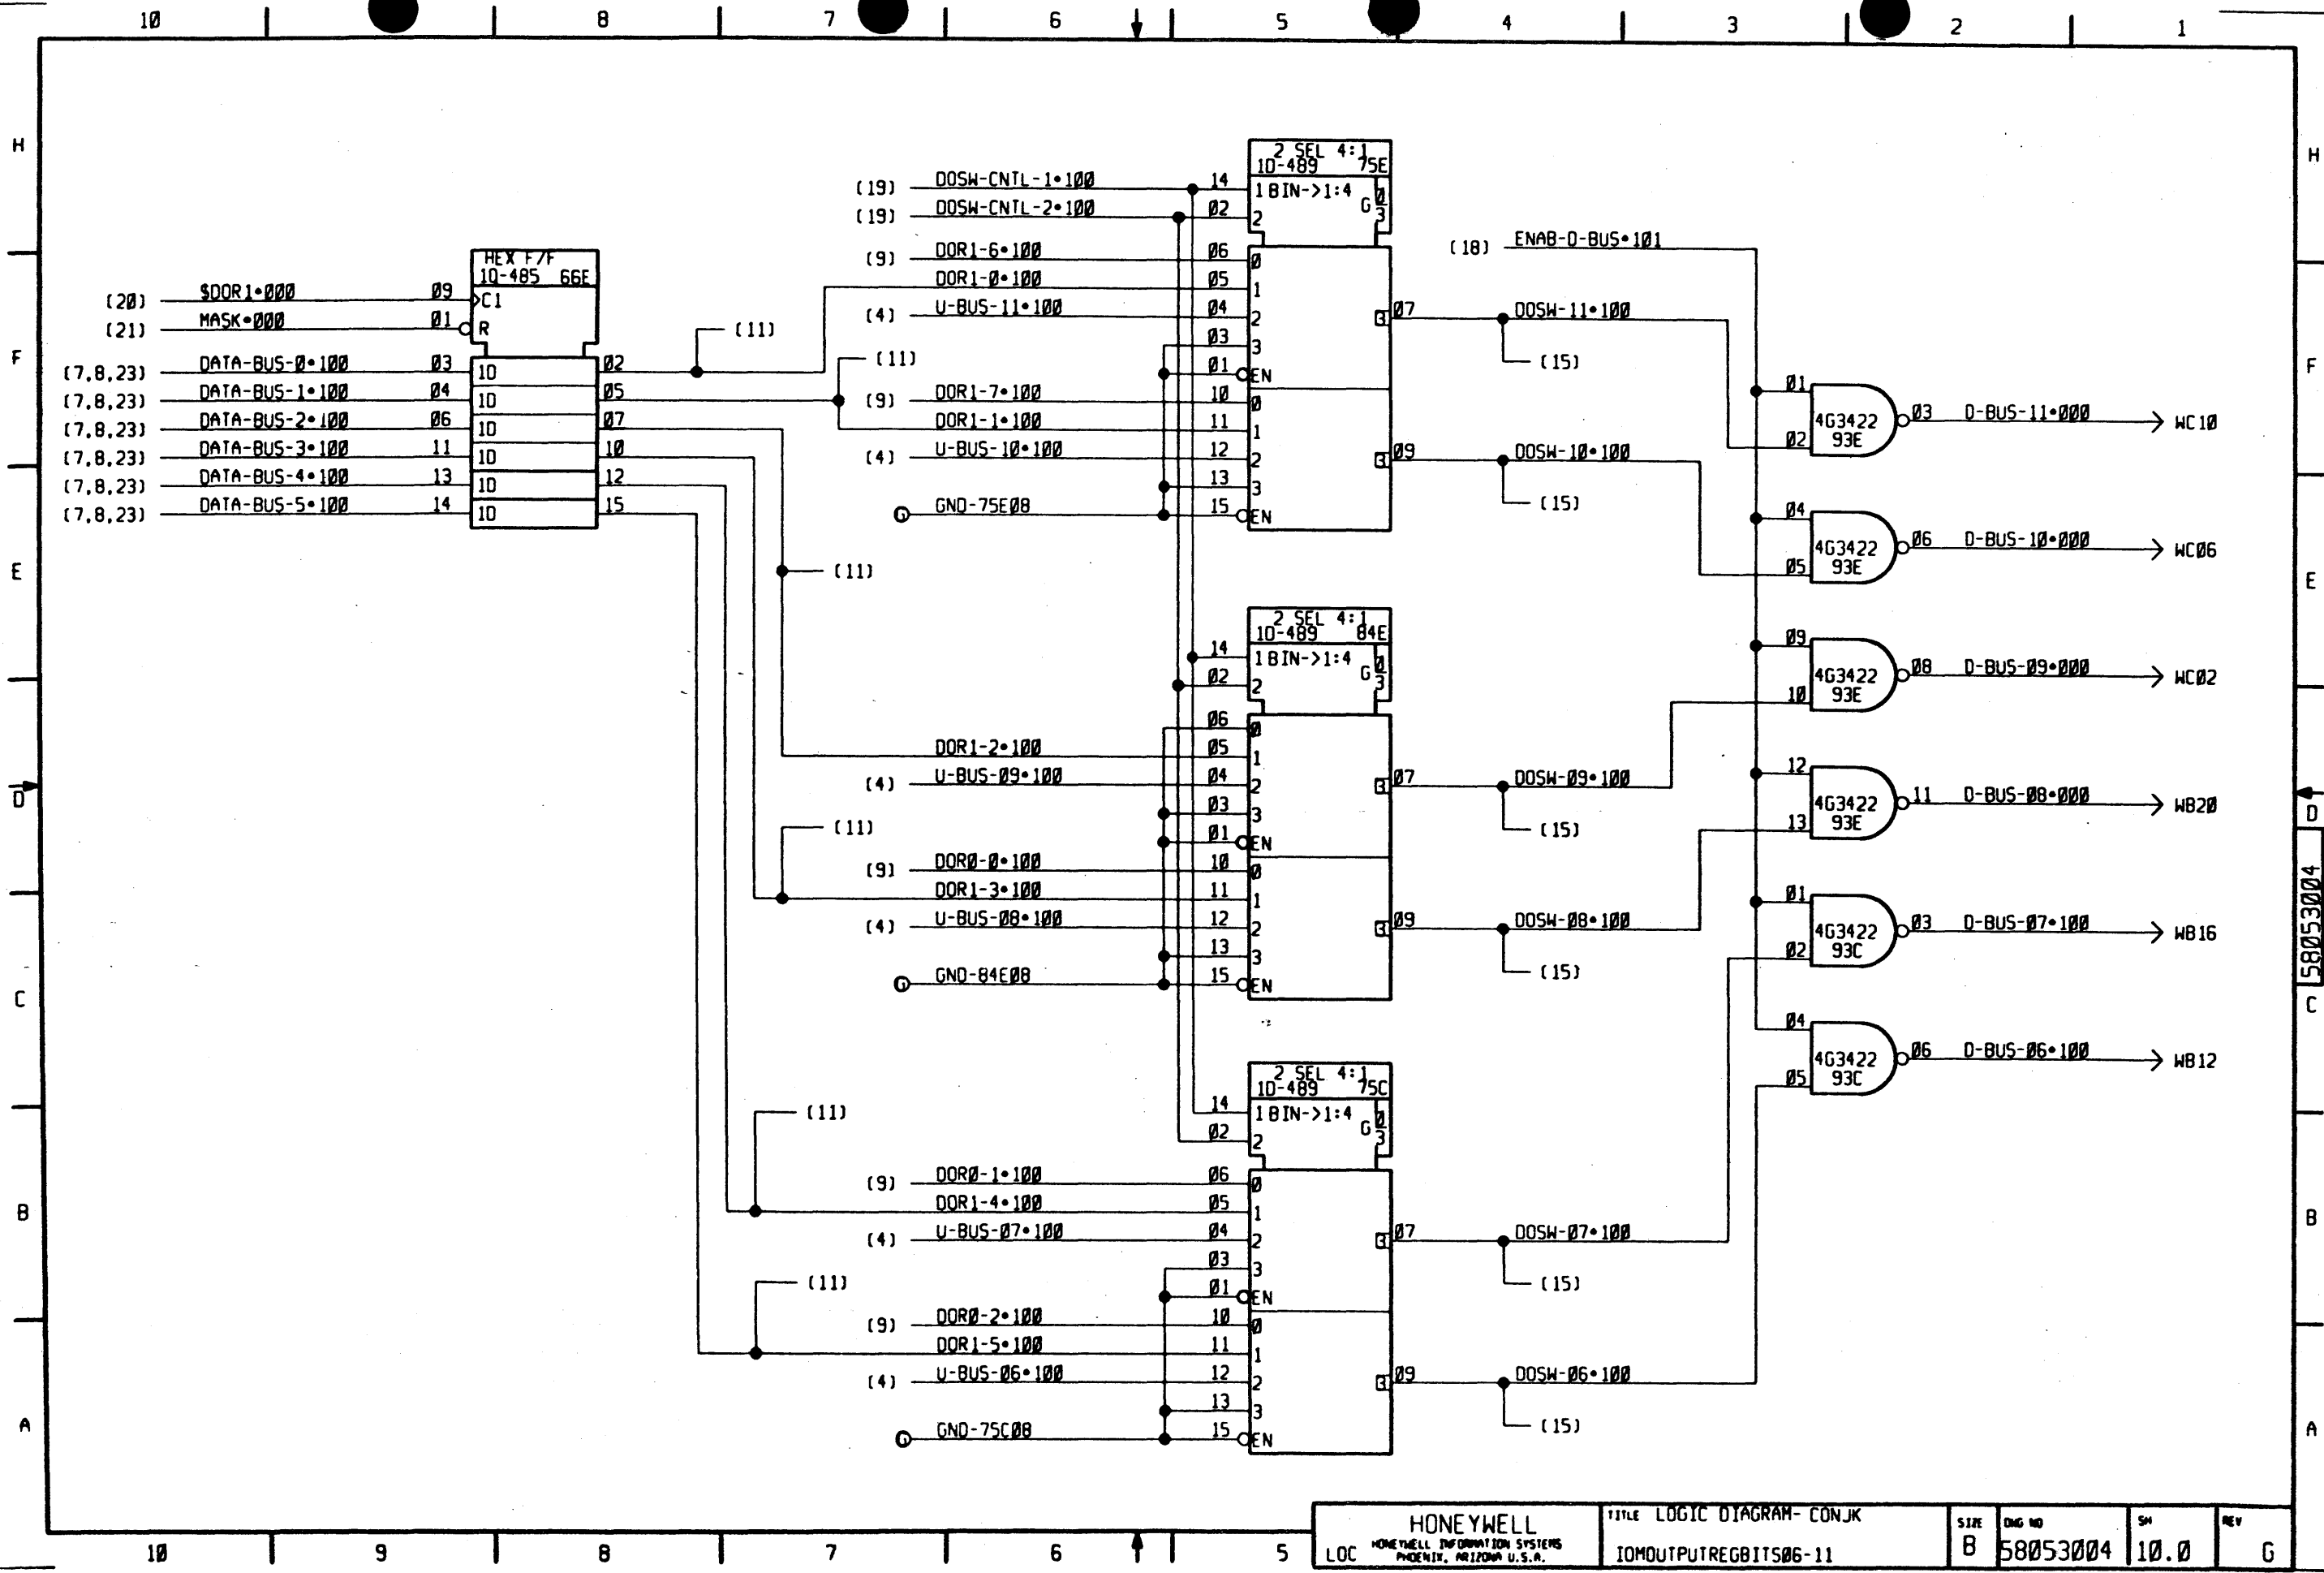 10 8 7 6 5 4 3 2 1
H H
F F
E E
D D
C C
B B
A A
HEX F/F
10-485 66E
(20) $DOR1•000 09 C1
(21) MASK•000 01 R
(7,8,23) DATA-BUS-0•100 03 1D 02
(7,8,23) DATA-BUS-1•100 04 1D 05
(7,8,23) DATA-BUS-2•100 06 1D 07
(7,8,23) DATA-BUS-3•100 11 1D 10
(7,8,23) DATA-BUS-4•100 13 1D 12
(7,8,23) DATA-BUS-5•100 14 1D 15
(11)
(11)
(11)
(11)
(11)
(11)
2 SEL 4:1
10-489 75E
(19) DOSW-CNTL-1•100 14 1 BIN->1:4 G 0
(19) DOSW-CNTL-2•100 02 2 3
(9) DOR1-6•100 06 0
DOR1-0•100 05 1
(4) U-BUS-11•100 04 2
03 3
01 EN
(9) DOR1-7•100 10 0
DOR1-1•100 11 1
(4) U-BUS-10•100 12 2
13 3
G GND-75E08 15 EN
3 07 DOSW-11•100
(15)
3 09 DOSW-10•100
(15)
2 SEL 4:1
10-489 84E
14 1 BIN->1:4 G 0
02 2 3
06 0
DOR1-2•100 05 1
(4) U-BUS-09•100 04 2
03 3
01 EN
(9) DOR0-0•100 10 0
DOR1-3•100 11 1
(4) U-BUS-08•100 12 2
13 3
G GND-84E08 15 EN
3 07 DOSW-09•100
(15)
3 09 DOSW-08•100
(15)
2 SEL 4:1
10-489 75C
14 1 BIN->1:4 G 0
02 2 3
(9) DOR0-1•100 06 0
DOR1-4•100 05 1
(4) U-BUS-07•100 04 2
03 3
01 EN
(9) DOR0-2•100 10 0
DOR1-5•100 11 1
(4) U-BUS-06•100 12 2
13 3
G GND-75C08 15 EN
3 07 DOSW-07•100
(15)
3 09 DOSW-06•100
(15)
(18) ENAB-D-BUS•101
01 02 4G3422 93E 03 D-BUS-11•000 WC10
04 05 4G3422 93E 06 D-BUS-10•000 WC06
09 10 4G3422 93E 08 D-BUS-09•000 WC02
12 13 4G3422 93E 11 D-BUS-08•000 WB20
01 02 4G3422 93C 03 D-BUS-07•100 WB16
04 05 4G3422 93C 06 D-BUS-06•100 WB12
58053004
10 9 8 7 6 5
HONEYWELL
HONEYWELL INFORMATION SYSTEMS
PHOENIX, ARIZONA U.S.A.
LOC
TITLE LOGIC DIAGRAM- CONJK
IOMOUTPUTREGBITS06-11
SIZE B
DWG NO 58053004
SH 10.0
REV G